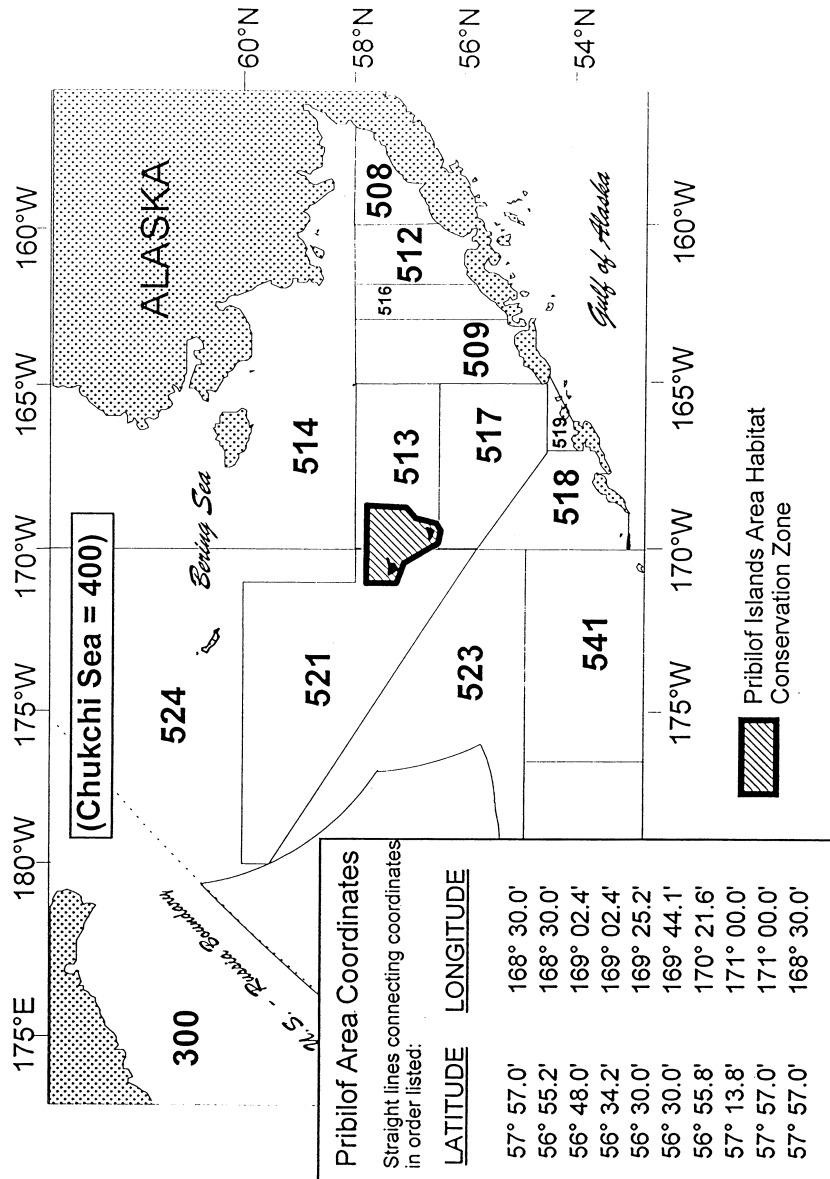 175°E
180°W
175°W
170°W
165°W
160°W
(Chukchi Sea = 400)
ALASKA
60°N
58°N
56°N
54°N
Bering Sea
U.S. - Russia Boundary
Gulf of Alaska
300
524
514
521
513
516
508
512
509
517
523
519
518
541
175°W
170°W
165°W
160°W
Pribilof Islands Area Habitat
Conservation Zone
Pribilof Area Coordinates
Straight lines connecting coordinates
in order listed:
LATITUDE LONGITUDE
57° 57.0' 168° 30.0'
56° 55.2' 168° 30.0'
56° 48.0' 169° 02.4'
56° 34.2' 169° 02.4'
56° 30.0' 169° 25.2'
56° 30.0' 169° 44.1'
56° 55.8' 170° 21.6'
57° 13.8' 171° 00.0'
57° 57.0' 171° 00.0'
57° 57.0' 168° 30.0'